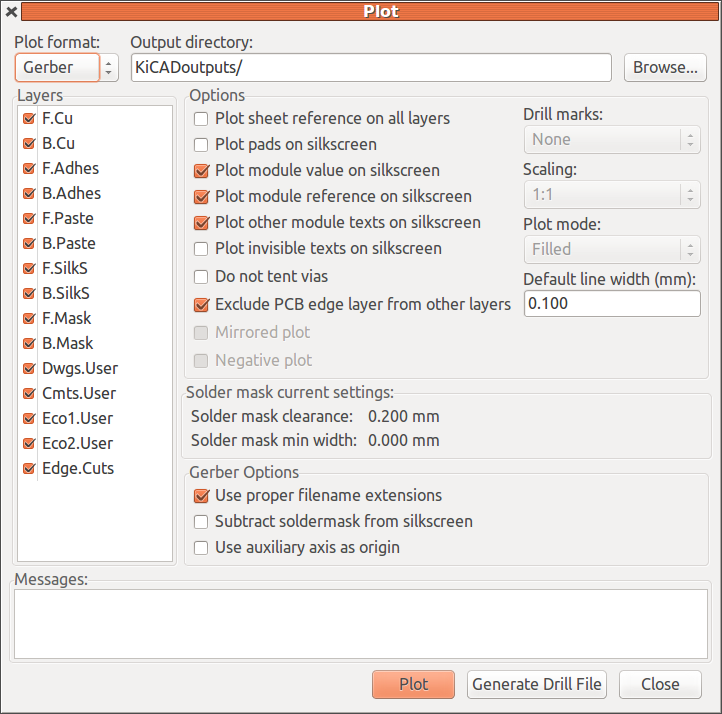 Plot
Plot format:
Output directory:
Gerber
KiCADoutputs/
Browse...
Layers
F.Cu
B.Cu
F.Adhes
B.Adhes
F.Paste
B.Paste
F.SilkS
B.SilkS
F.Mask
B.Mask
Dwgs.User
Cmts.User
Eco1.User
Eco2.User
Edge.Cuts
Options
Plot sheet reference on all layers
Plot pads on silkscreen
Plot module value on silkscreen
Plot module reference on silkscreen
Plot other module texts on silkscreen
Plot invisible texts on silkscreen
Do not tent vias
Exclude PCB edge layer from other layers
Mirrored plot
Negative plot
Drill marks:
None
Scaling:
1:1
Plot mode:
Filled
Default line width (mm):
0.100
Solder mask current settings:
Solder mask clearance: 0.200 mm
Solder mask min width: 0.000 mm
Gerber Options
Use proper filename extensions
Subtract soldermask from silkscreen
Use auxiliary axis as origin
Messages:
Plot
Generate Drill File
Close